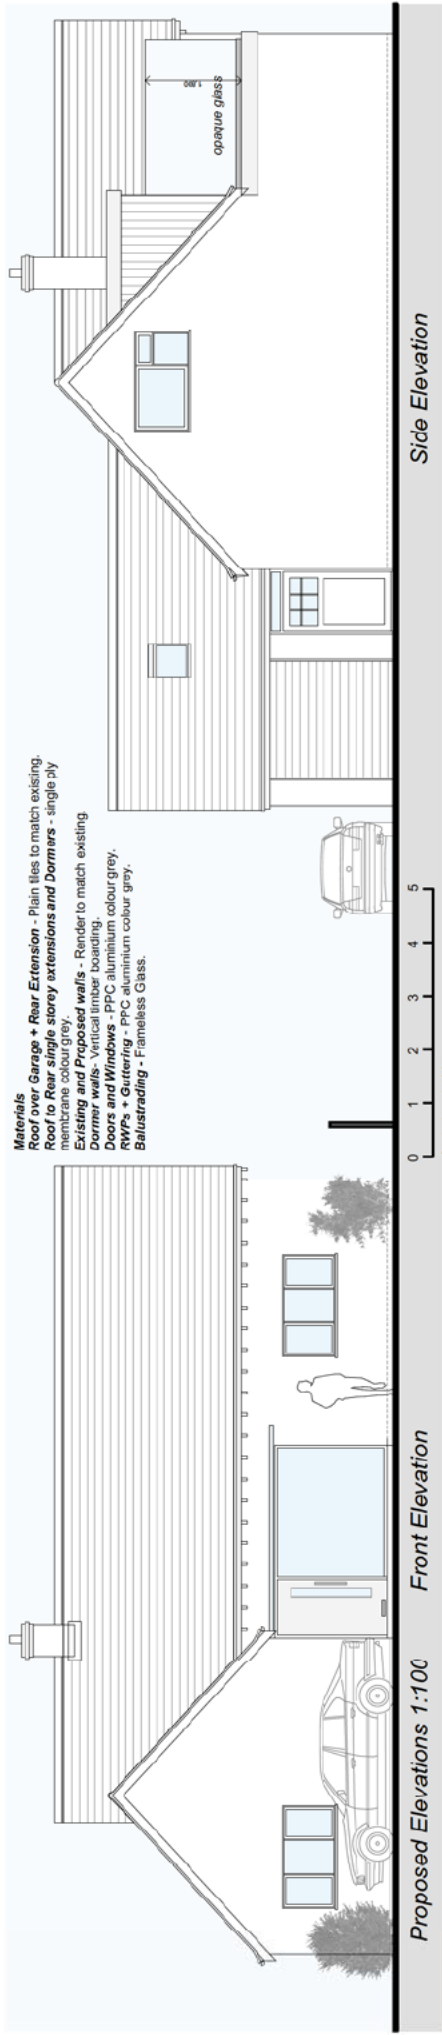 Materials
Roof over Garage + Rear Extension - Plain tiles to match existing.
Roof to Rear single storey extensions and Dormers - single ply
membrane colour grey.
Existing and Proposed walls - Render to match existing.
Dormer walls- Vertical timber boarding.
Doors and Windows - PPC aluminium colour grey.
RWPs + Guttering - PPC aluminium colour grey.
Balustrading - Frameless Glass.
opaque glass
0 1 2 3 4 5
Proposed Elevations 1:100
Front Elevation
Side Elevation